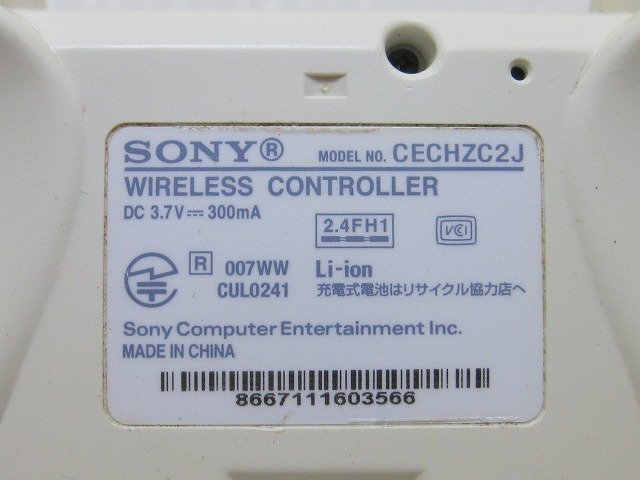 SONY® MODEL NO. CECHZC2J
WIRELESS CONTROLLER
DC 3.7V⎓300mA
2.4FH1
VCI
R 007WW
CUL0241
Li-ion
充電式電池はリサイクル協力店へ
Sony Computer Entertainment Inc.
MADE IN CHINA
8667111603566